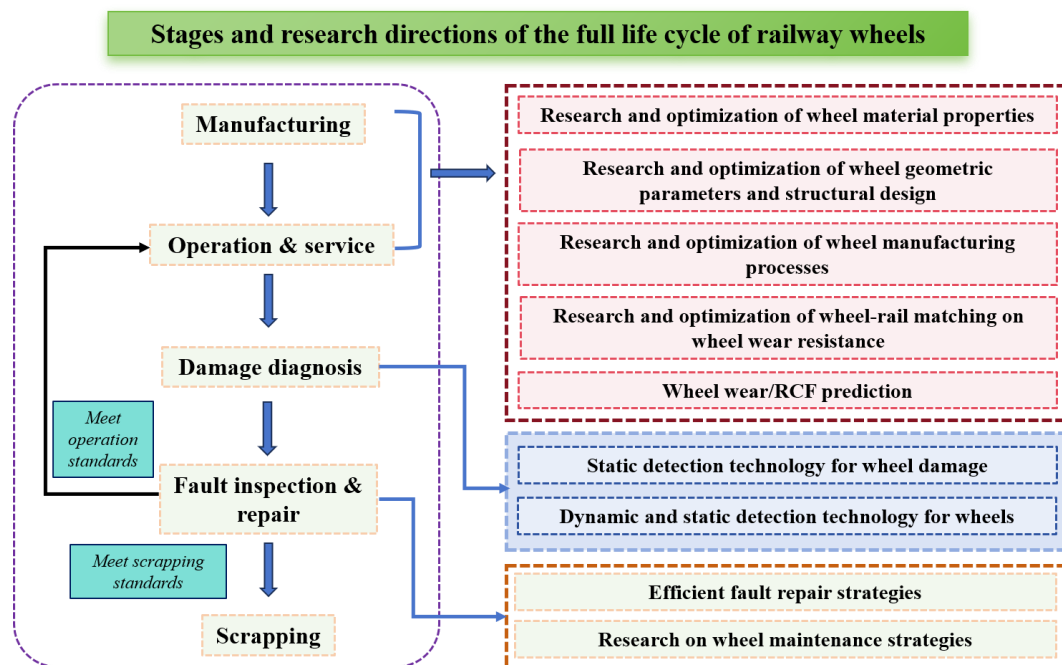 Stages and research directions of the full life cycle of railway wheels
Manufacturing
Operation & service
Damage diagnosis
Meet
operation
standards
Fault inspection &
repair
Meet scrapping
standards
Scrapping
Research and optimization of wheel material properties
Research and optimization of wheel geometric
parameters and structural design
Research and optimization of wheel manufacturing
processes
Research and optimization of wheel-rail matching on
wheel wear resistance
Wheel wear/RCF prediction
Static detection technology for wheel damage
Dynamic and static detection technology for wheels
Efficient fault repair strategies
Research on wheel maintenance strategies